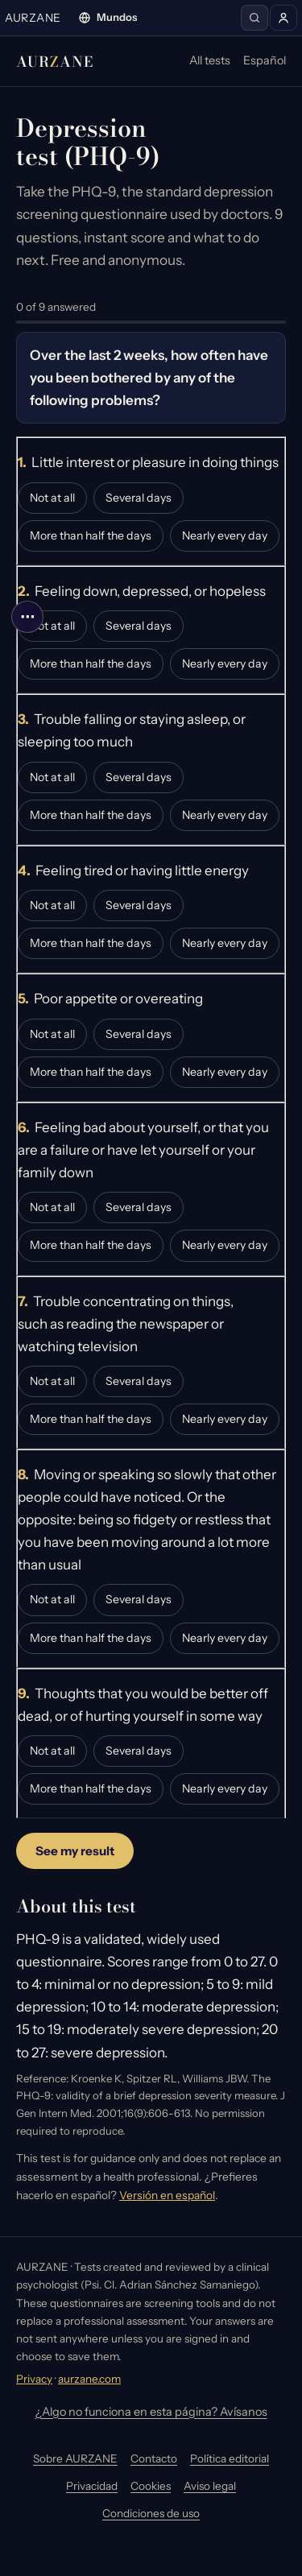 AURZANE Mundos
AURZANE All tests Español
Depression
test (PHQ-9)
Take the PHQ-9, the standard depression
screening questionnaire used by doctors. 9
questions, instant score and what to do
next. Free and anonymous.
0 of 9 answered
Over the last 2 weeks, how often have
you been bothered by any of the
following problems?
1. Little interest or pleasure in doing things
Not at all Several days
More than half the days Nearly every day
2. Feeling down, depressed, or hopeless
ot at all Several days
More than half the days Nearly every day
3. Trouble falling or staying asleep, or
sleeping too much
Not at all Several days
More than half the days Nearly every day
4. Feeling tired or having little energy
Not at all Several days
More than half the days Nearly every day
5. Poor appetite or overeating
Not at all Several days
More than half the days Nearly every day
6. Feeling bad about yourself, or that you
are a failure or have let yourself or your
family down
Not at all Several days
More than half the days Nearly every day
7. Trouble concentrating on things,
such as reading the newspaper or
watching television
Not at all Several days
More than half the days Nearly every day
8. Moving or speaking so slowly that other
people could have noticed. Or the
opposite: being so fidgety or restless that
you have been moving around a lot more
than usual
Not at all Several days
More than half the days Nearly every day
9. Thoughts that you would be better off
dead, or of hurting yourself in some way
Not at all Several days
More than half the days Nearly every day
See my result
About this test
PHQ-9 is a validated, widely used
questionnaire. Scores range from 0 to 27. 0
to 4: minimal or no depression; 5 to 9: mild
depression; 10 to 14: moderate depression;
15 to 19: moderately severe depression; 20
to 27: severe depression.
Reference: Kroenke K, Spitzer RL, Williams JBW. The
PHQ-9: validity of a brief depression severity measure. J
Gen Intern Med. 2001;16(9):606-613. No permission
required to reproduce.
This test is for guidance only and does not replace an
assessment by a health professional. ¿Prefieres
hacerlo en español? Versión en español.
AURZANE · Tests created and reviewed by a clinical
psychologist (Psi. Cl. Adrian Sánchez Samaniego).
These questionnaires are screening tools and do not
replace a professional assessment. Your answers are
not sent anywhere unless you are signed in and
choose to save them.
Privacy · aurzane.com
¿Algo no funciona en esta página? Avísanos
Sobre AURZANE Contacto Política editorial
Privacidad Cookies Aviso legal
Condiciones de uso